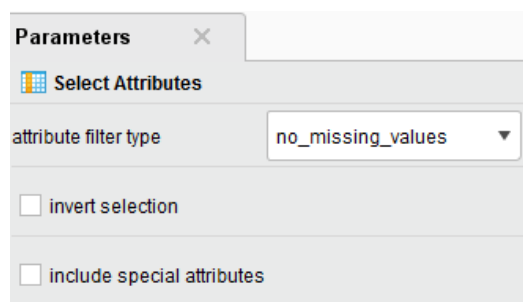 Parameters
Select Attributes
attribute filter type no_missing_values
invert selection
include special attributes